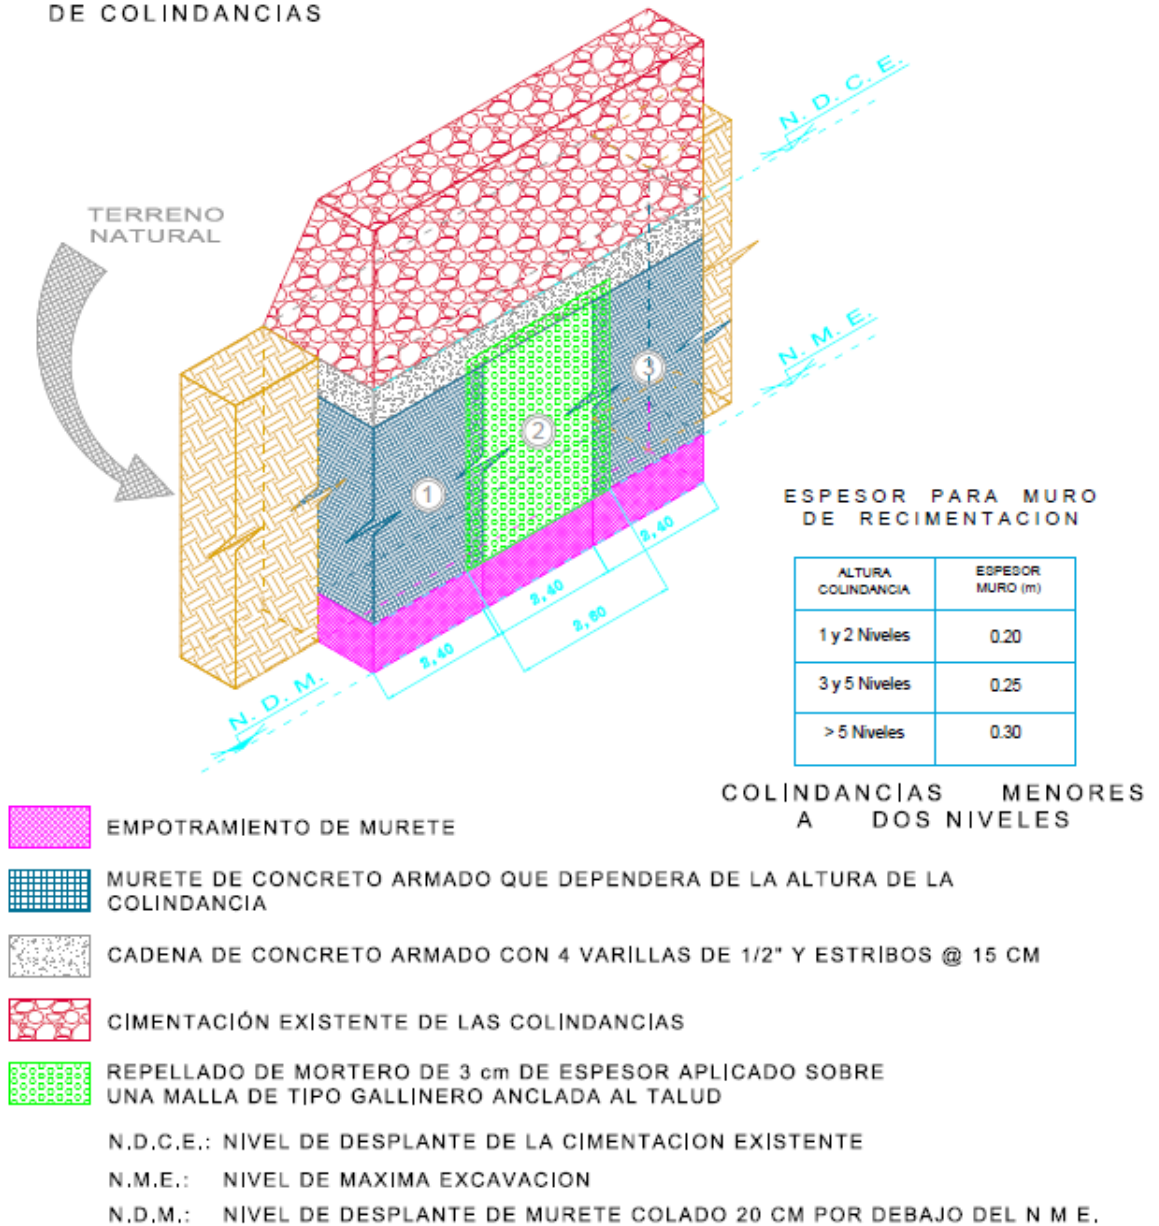 DE COLINDANCIAS
N. D. C. E.
TERRENO
NATURAL
N. M. E.
1
2
3
2,40
2,40
2,40
2,60
N. D. M.
ESPESOR PARA MURO
DE RECIMENTACION
ALTURA
COLINDANCIA
ESPESOR
MURO (m)
1 y 2 Niveles
0.20
3 y 5 Niveles
0.25
> 5 Niveles
0.30
COLINDANCIAS MENORES
A DOS NIVELES
EMPOTRAMIENTO DE MURETE
MURETE DE CONCRETO ARMADO QUE DEPENDERA DE LA ALTURA DE LA
COLINDANCIA
CADENA DE CONCRETO ARMADO CON 4 VARILLAS DE 1/2" Y ESTRIBOS @ 15 CM
CIMENTACIÓN EXISTENTE DE LAS COLINDANCIAS
REPELLADO DE MORTERO DE 3 cm DE ESPESOR APLICADO SOBRE
UNA MALLA DE TIPO GALLINERO ANCLADA AL TALUD
N.D.C.E.: NIVEL DE DESPLANTE DE LA CIMENTACION EXISTENTE
N.M.E.: NIVEL DE MAXIMA EXCAVACION
N.D.M.: NIVEL DE DESPLANTE DE MURETE COLADO 20 CM POR DEBAJO DEL N M E.